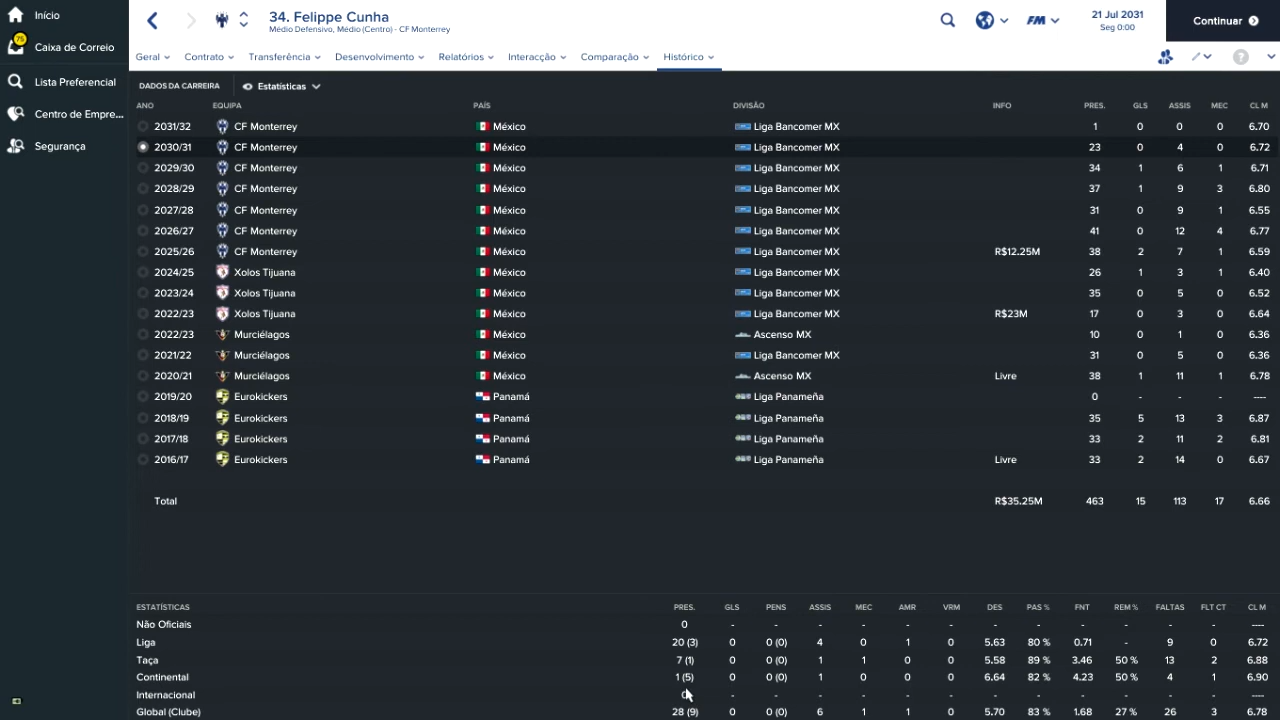 Início
75
Caixa de Correio
Lista Preferencial
Centro de Empre...
Segurança
34. Felippe Cunha
Médio Defensivo, Médio (Centro) - CF Monterrey
FM
21 Jul 2031
Seg 0:00
Continuar
Geral Contrato Transferência Desenvolvimento Relatórios Interacção Comparação Histórico
?
DADOS DA CARREIRA Estatísticas
ANO EQUIPA PAÍS DIVISÃO INFO PRES. GLS ASSIS MEC CL M
2031/32 CF Monterrey México Liga Bancomer MX 1 0 0 0 6.70
2030/31 CF Monterrey México Liga Bancomer MX 23 0 4 0 6.72
2029/30 CF Monterrey México Liga Bancomer MX 34 1 6 1 6.71
2028/29 CF Monterrey México Liga Bancomer MX 37 1 9 3 6.80
2027/28 CF Monterrey México Liga Bancomer MX 31 0 9 1 6.55
2026/27 CF Monterrey México Liga Bancomer MX 41 0 12 4 6.77
2025/26 CF Monterrey México Liga Bancomer MX R$12.25M 38 2 7 1 6.59
2024/25 Xolos Tijuana México Liga Bancomer MX 26 1 3 1 6.40
2023/24 Xolos Tijuana México Liga Bancomer MX 35 0 5 0 6.52
2022/23 Xolos Tijuana México Liga Bancomer MX R$23M 17 0 3 0 6.64
2022/23 Murciélagos México Ascenso MX 10 0 1 0 6.36
2021/22 Murciélagos México Liga Bancomer MX 31 0 5 0 6.36
2020/21 Murciélagos México Ascenso MX Livre 38 1 11 1 6.78
2019/20 Eurokickers Panamá Liga Panameña 0 - - - ----
2018/19 Eurokickers Panamá Liga Panameña 35 5 13 3 6.87
2017/18 Eurokickers Panamá Liga Panameña 33 2 11 2 6.81
2016/17 Eurokickers Panamá Liga Panameña Livre 33 2 14 0 6.67
Total R$35.25M 463 15 113 17 6.66
ESTATÍSTICAS PRES. GLS PENS ASSIS MEC AMR VRM DES PAS % FNT REM % FALTAS FLT CT CL M
Não Oficiais 0 - - - - - - - - - - - - ----
Liga 20 (3) 0 0 (0) 4 0 1 0 5.63 80 % 0.71 - 9 0 6.72
Taça 7 (1) 0 0 (0) 1 1 0 0 5.58 89 % 3.46 50 % 13 2 6.88
Continental 1 (5) 0 0 (0) 1 0 0 0 6.64 82 % 4.23 50 % 4 1 6.90
Internacional 0 - - - - - - - - - - - - ----
Global (Clube) 28 (9) 0 0 (0) 6 1 1 0 5.70 83 % 1.68 27 % 26 3 6.78